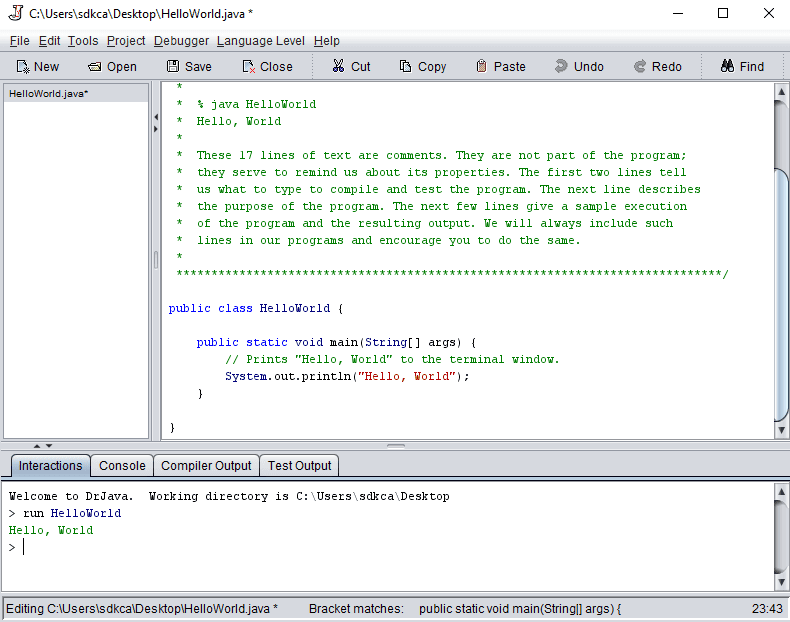 C:\Users\sdkca\Desktop\HelloWorld.java *
File Edit Tools Project Debugger Language Level Help
New Open Save Close Cut Copy Paste Undo Redo Find
HelloWorld.java*
*
* % java HelloWorld
* Hello, World
*
* These 17 lines of text are comments. They are not part of the program;
* they serve to remind us about its properties. The first two lines tell
* us what to type to compile and test the program. The next line describes
* the purpose of the program. The next few lines give a sample execution
* of the program and the resulting output. We will always include such
* lines in our programs and encourage you to do the same.
*
******************************************************************************/
public class HelloWorld {
public static void main(String[] args) {
// Prints "Hello, World" to the terminal window.
System.out.println("Hello, World");
}
}
Interactions Console Compiler Output Test Output
Welcome to DrJava.  Working directory is C:\Users\sdkca\Desktop
> run HelloWorld
Hello, World
>
Editing C:\Users\sdkca\Desktop\HelloWorld.java * Bracket matches: public static void main(String[] args) { 23:43